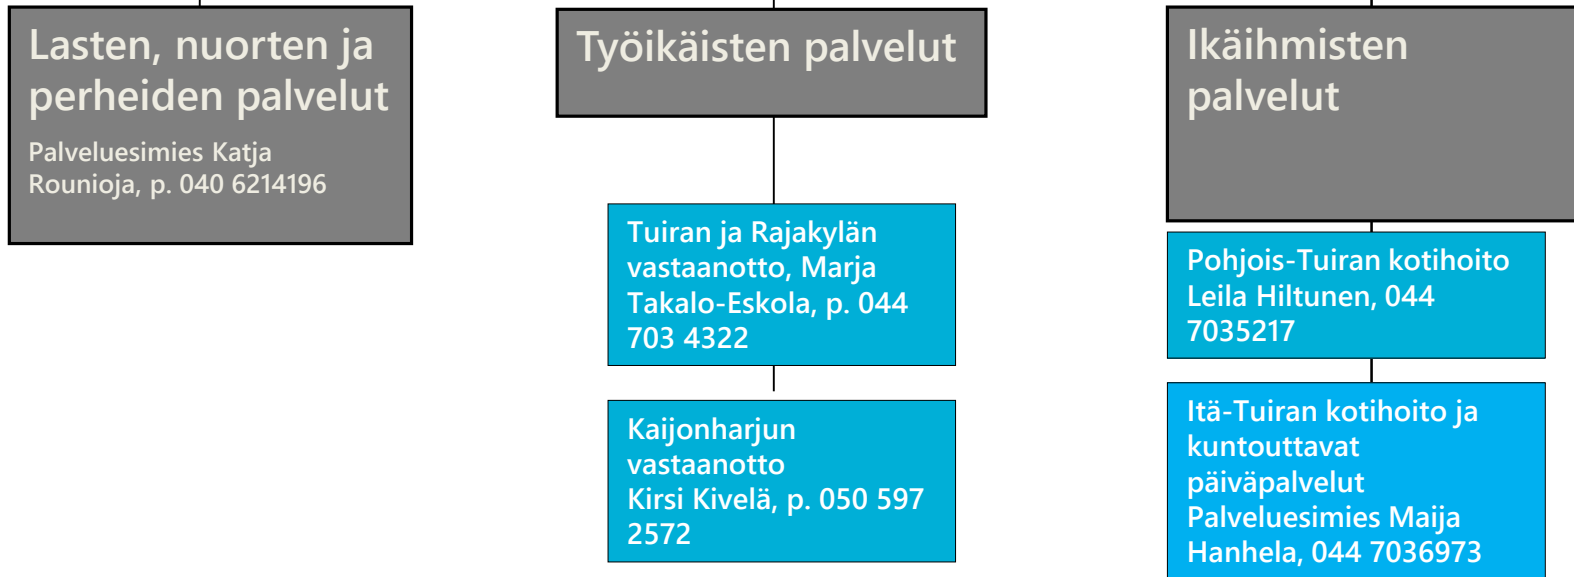 Lasten, nuorten ja
perheiden palvelut
Palveluesimies Katja
Rounioja, p. 040 6214196
Työikäisten palvelut
Tuiran ja Rajakylän
vastaanotto, Marja
Takalo-Eskola, p. 044
703 4322
Kaijonharjun
vastaanotto
Kirsi Kivelä, p. 050 597
2572
Ikäihmisten
palvelut
Pohjois-Tuiran kotihoito
Leila Hiltunen, 044
7035217
Itä-Tuiran kotihoito ja
kuntouttavat
päiväpalvelut
Palveluesimies Maija
Hanhela, 044 7036973